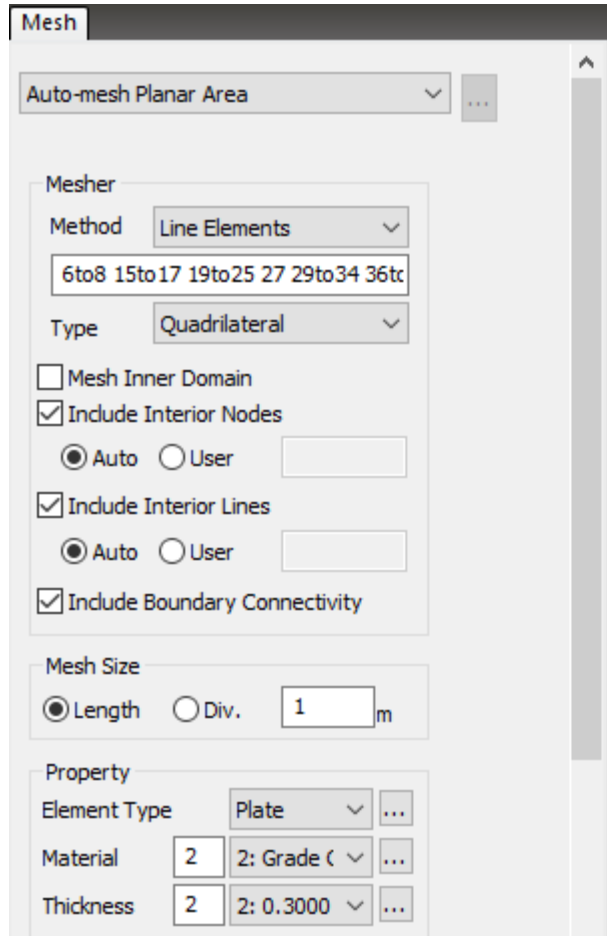 Mesh
Auto-mesh Planar Area
...
Mesher
Method Line Elements
6to8 15to17 19to25 27 29to34 36to
Type Quadrilateral
Mesh Inner Domain
Include Interior Nodes
Auto User
Include Interior Lines
Auto User
Include Boundary Connectivity
Mesh Size
Length Div. 1 m
Property
Element Type Plate ...
Material 2 2: Grade ...
Thickness 2 2: 0.3000 ...